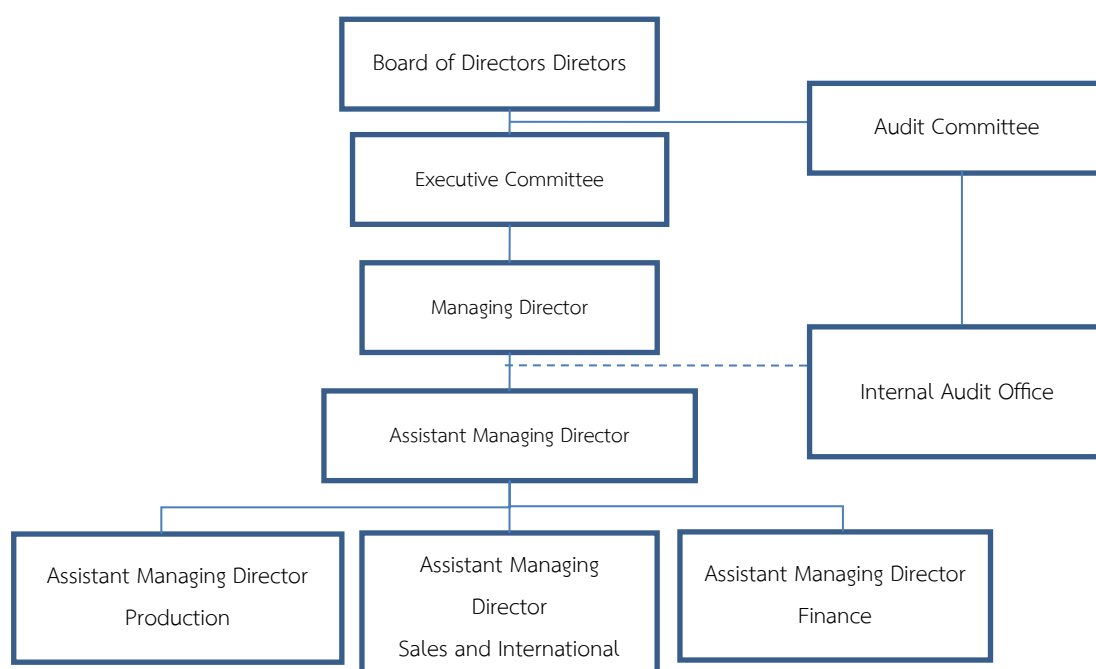 Board of Directors Diretors
Audit Committee
Executive Committee
Managing Director
Internal Audit Office
Assistant Managing Director
Assistant Managing Director
Production
Assistant Managing
Director
Sales and International
Assistant Managing Director
Finance